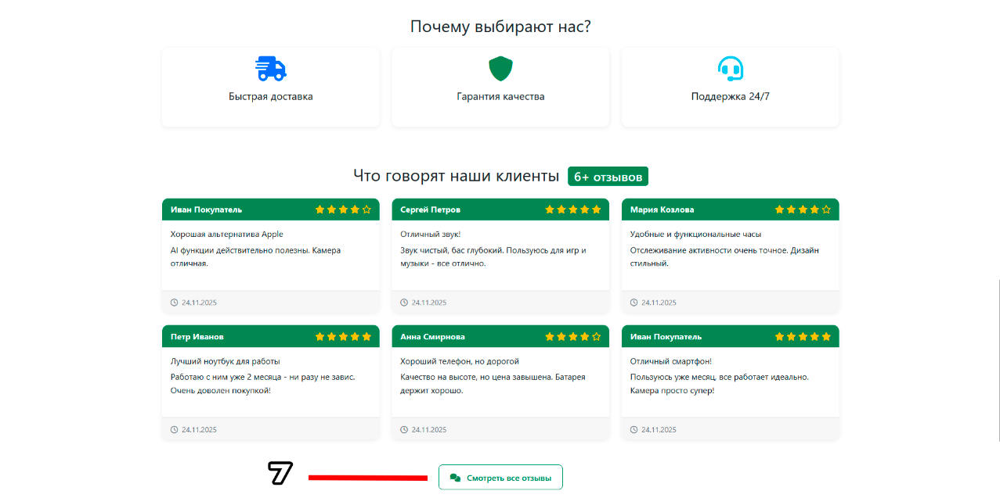 Почему выбирают нас?
Быстрая доставка
Гарантия качества
Поддержка 24/7
Что говорят наши клиенты 6+ отзывов
Иван Покупатель
Хорошая альтернатива Apple
AI функции действительно полезны. Камера
отличная.
24.11.2025
Сергей Петров
Отличный звук!
Звук чистый, бас глубокий. Пользуюсь для игр и
музыки - все отлично.
24.11.2025
Мария Козлова
Удобные и функциональные часы
Отслеживание активности очень точное. Дизайн
стильный.
24.11.2025
Петр Иванов
Лучший ноутбук для работы
Работаю с ним уже 2 месяца - ни разу не завис.
Очень доволен покупкой!
24.11.2025
Анна Смирнова
Хороший телефон, но дорогой
Качество на высоте, но цена завышена. Батарея
держит хорошо.
24.11.2025
Иван Покупатель
Отличный смартфон!
Пользуюсь уже месяц, все работает идеально.
Камера просто супер!
24.11.2025
7
Смотреть все отзывы